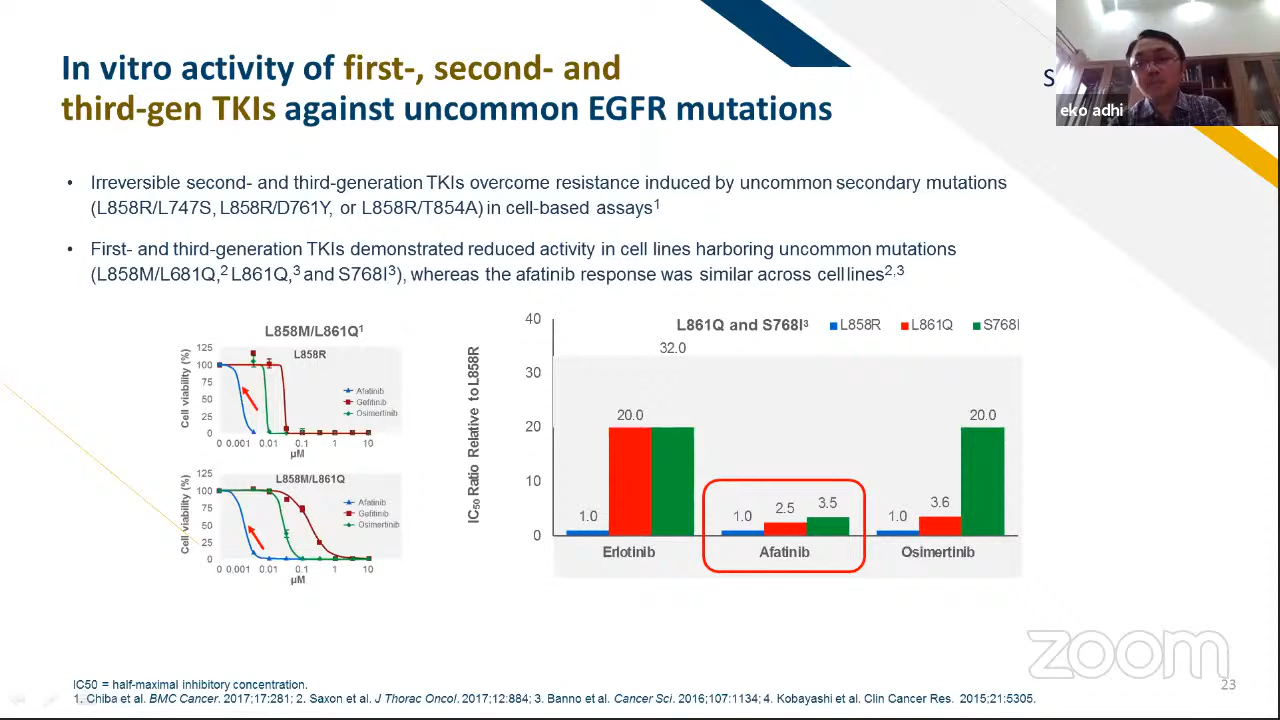 In vitro activity of first-, second- and
third-gen TKIs against uncommon EGFR mutations
S
eko adhi
• Irreversible second- and third-generation TKIs overcome resistance induced by uncommon secondary mutations
(L858R/L747S, L858R/D761Y, or L858R/T854A) in cell-based assays¹
• First- and third-generation TKIs demonstrated reduced activity in cell lines harboring uncommon mutations
(L858M/L681Q,² L861Q,³ and S768I³), whereas the afatinib response was similar across cell lines²,³
L858M/L861Q¹
L858R
Cell viability (%)
125
100
75
50
25
0
Afatinib
Gefitinib
Osimertinib
0 0.001 0.01 0.1 1 10
µM
L858M/L861Q
Cell viability (%)
125
100
75
50
25
0
Afatinib
Gefitinib
Osimertinib
0 0.001 0.01 0.1 1 10
µM
L861Q and S768I³
L858R L861Q S768I
IC₅₀ Ratio Relative to L858R
40
30
20
10
0
32.0
1.0 20.0
1.0 2.5 3.5
1.0 3.6 20.0
Erlotinib Afatinib Osimertinib
zoom
23
IC50 = half-maximal inhibitory concentration.
1. Chiba et al. BMC Cancer. 2017;17:281; 2. Saxon et al. J Thorac Oncol. 2017;12:884; 3. Banno et al. Cancer Sci. 2016;107:1134; 4. Kobayashi et al. Clin Cancer Res. 2015;21:5305.